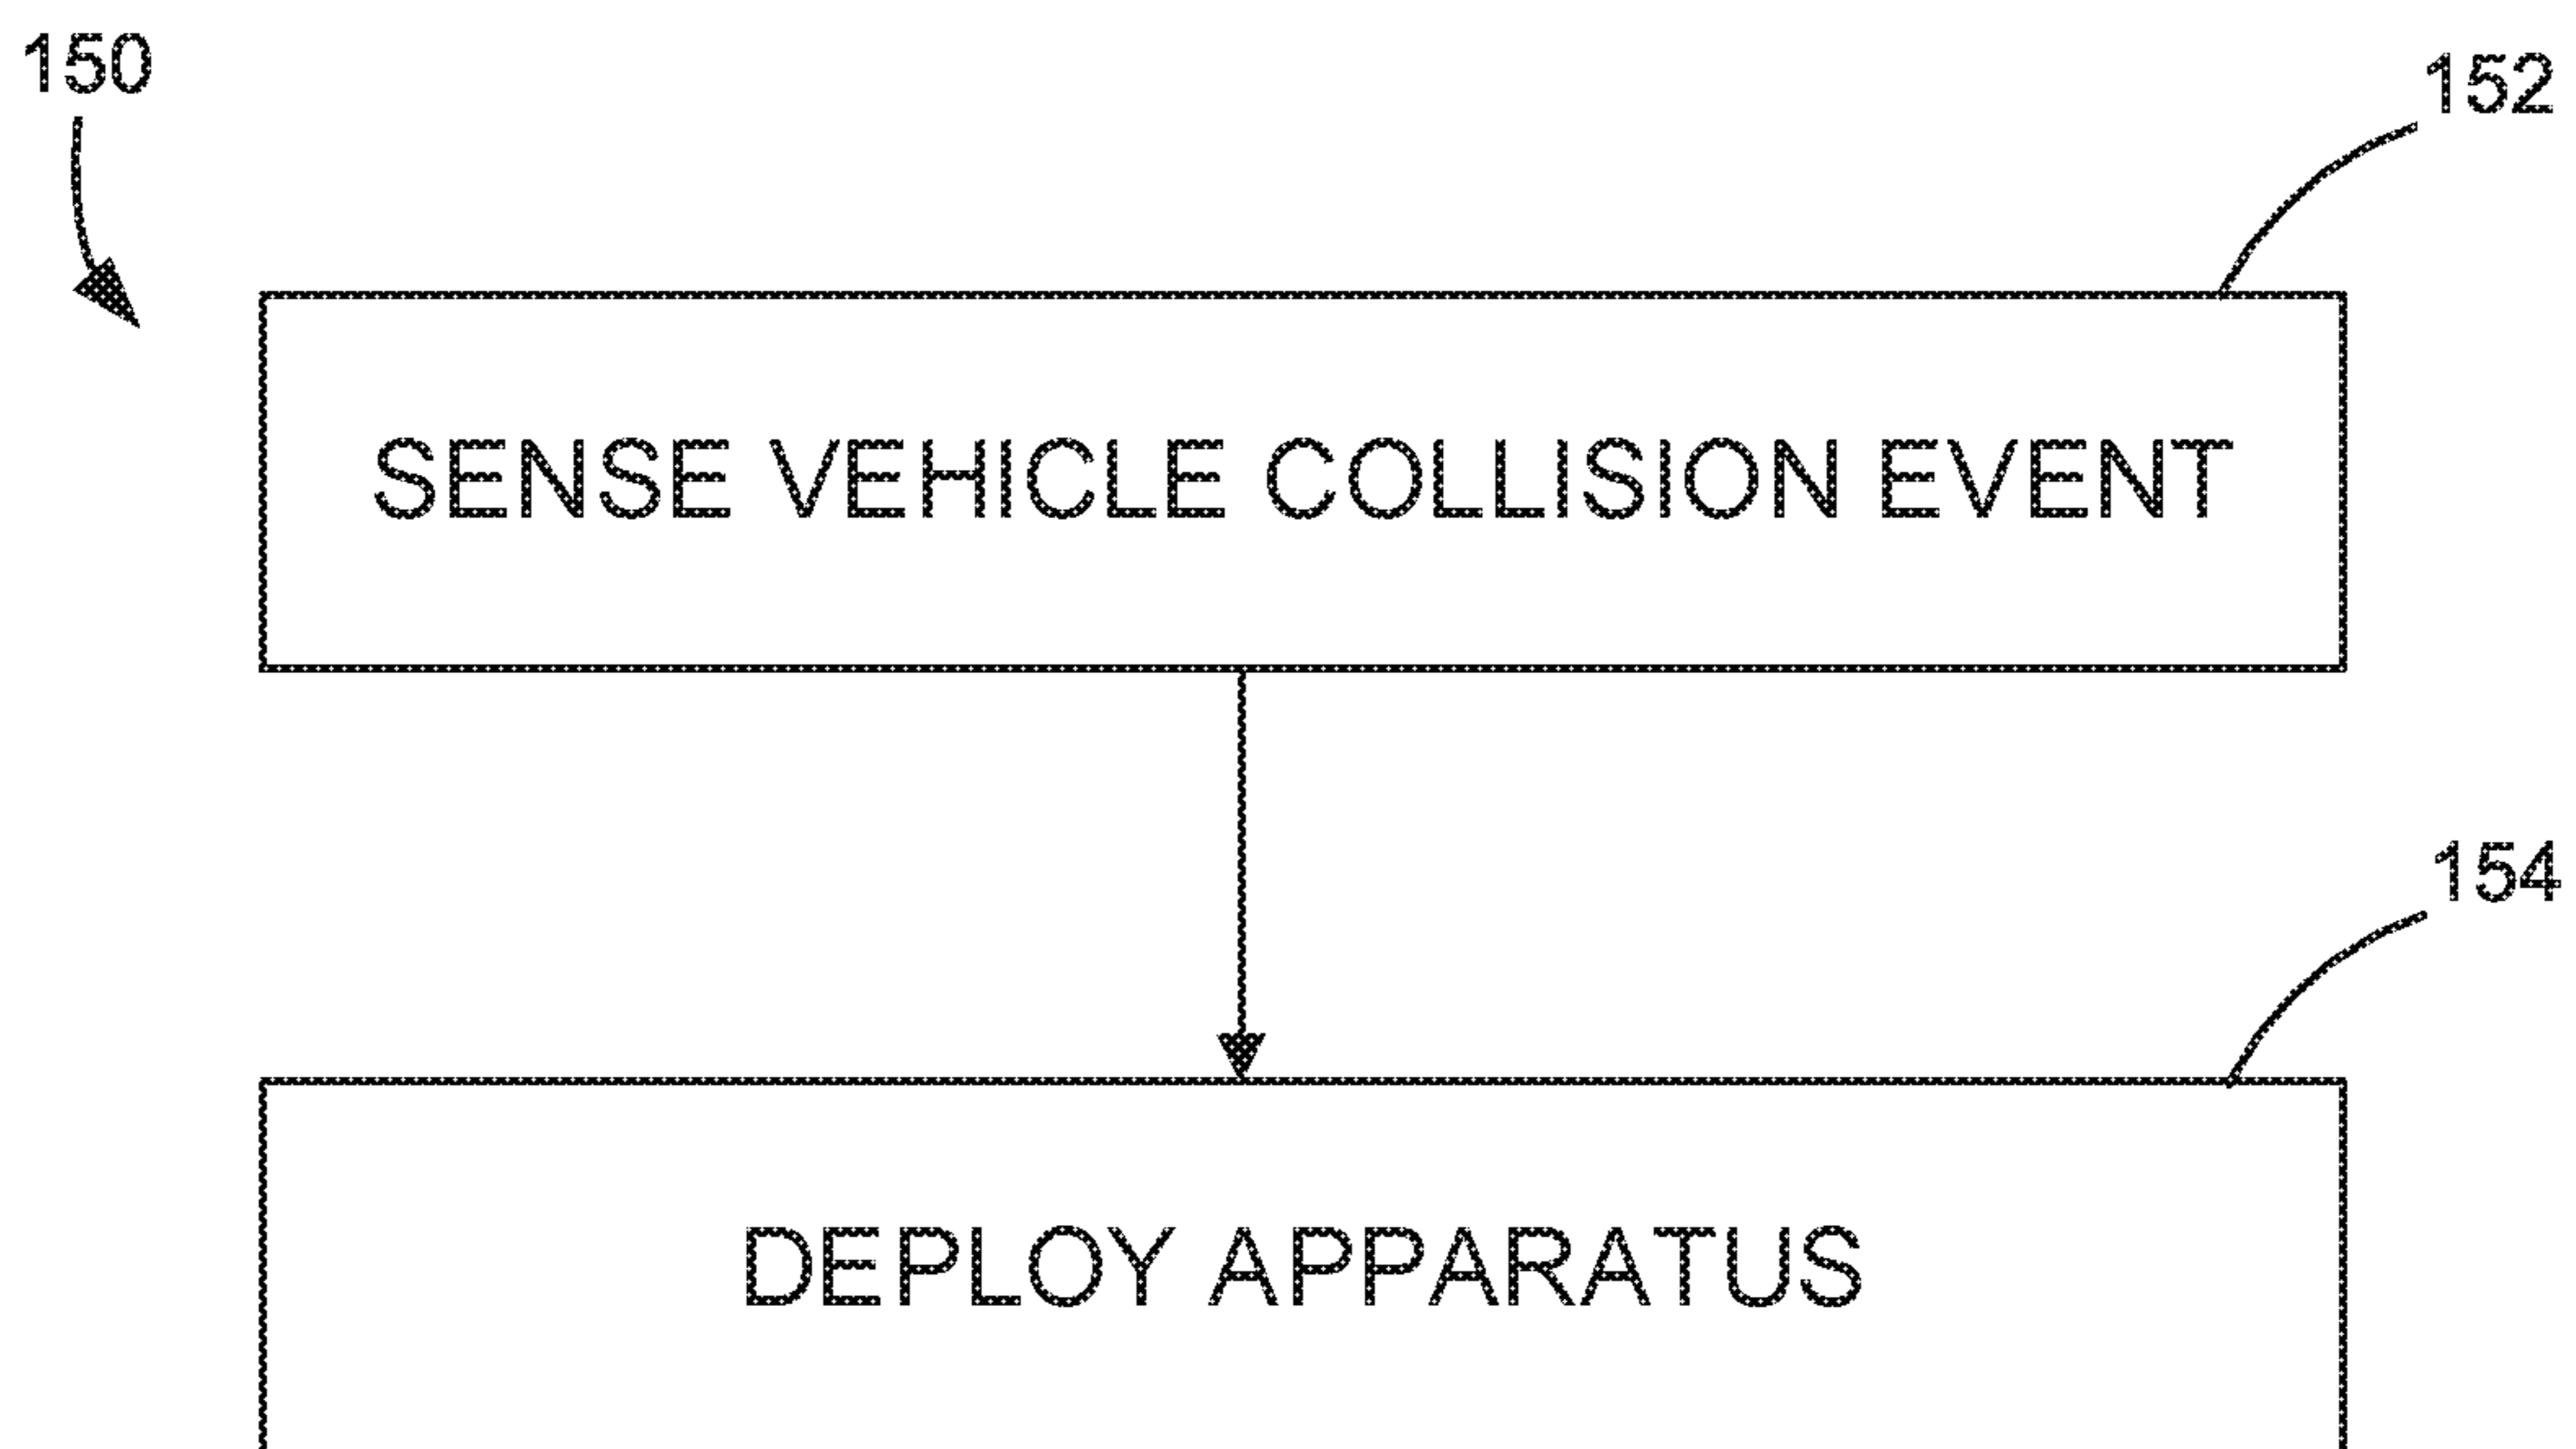 150
152
SENSE VEHICLE COLLISION EVENT
154
DEPLOY APPARATUS